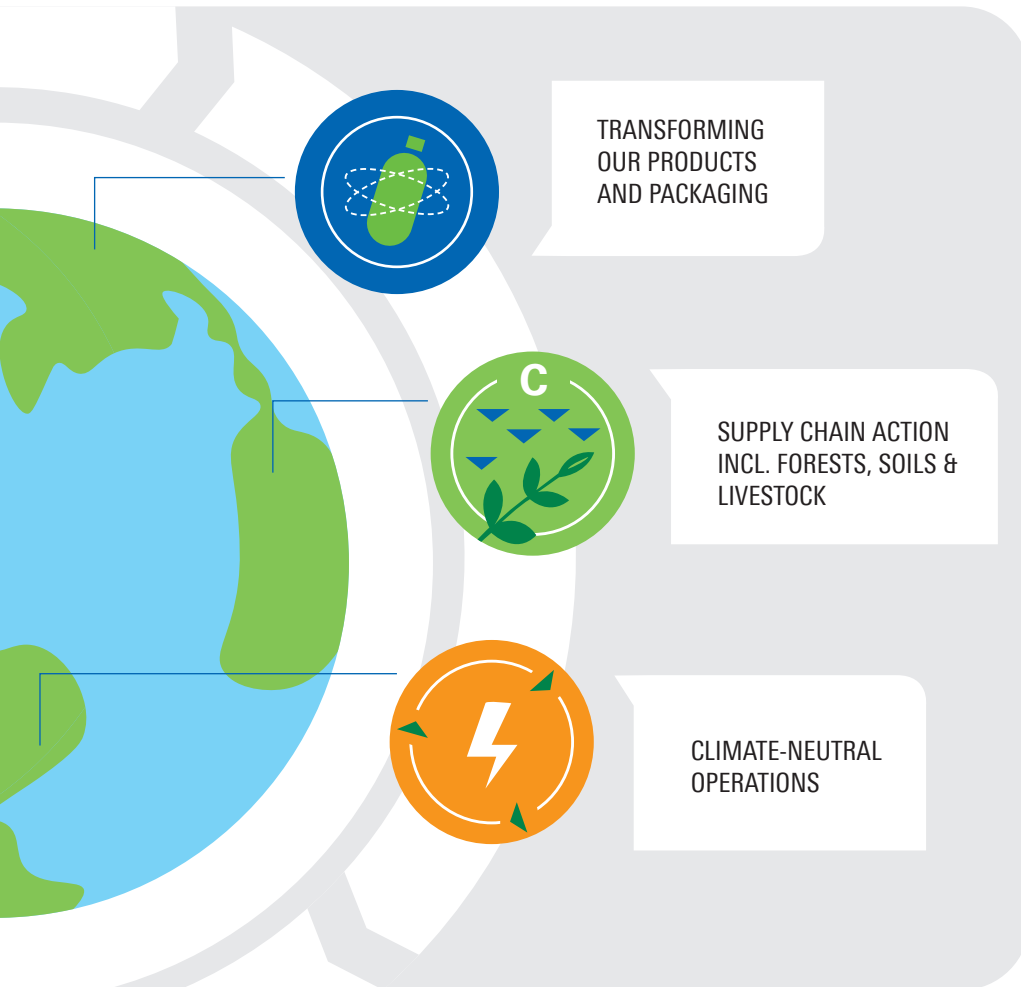 TRANSFORMING
OUR PRODUCTS
AND PACKAGING
C
SUPPLY CHAIN ACTION
INCL. FORESTS, SOILS &
LIVESTOCK
CLIMATE-NEUTRAL
OPERATIONS